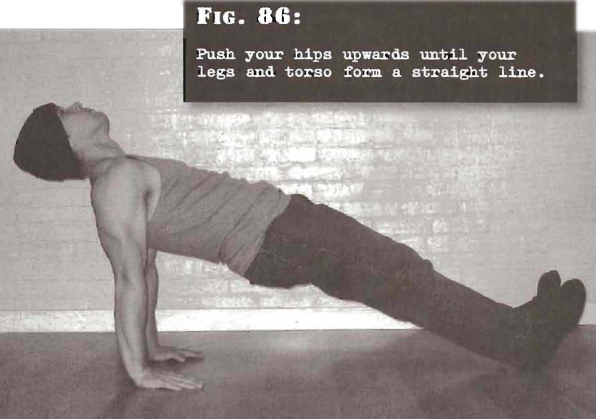 FIG. 86:
Push your hips upwards until your
legs and torso form a straight line.